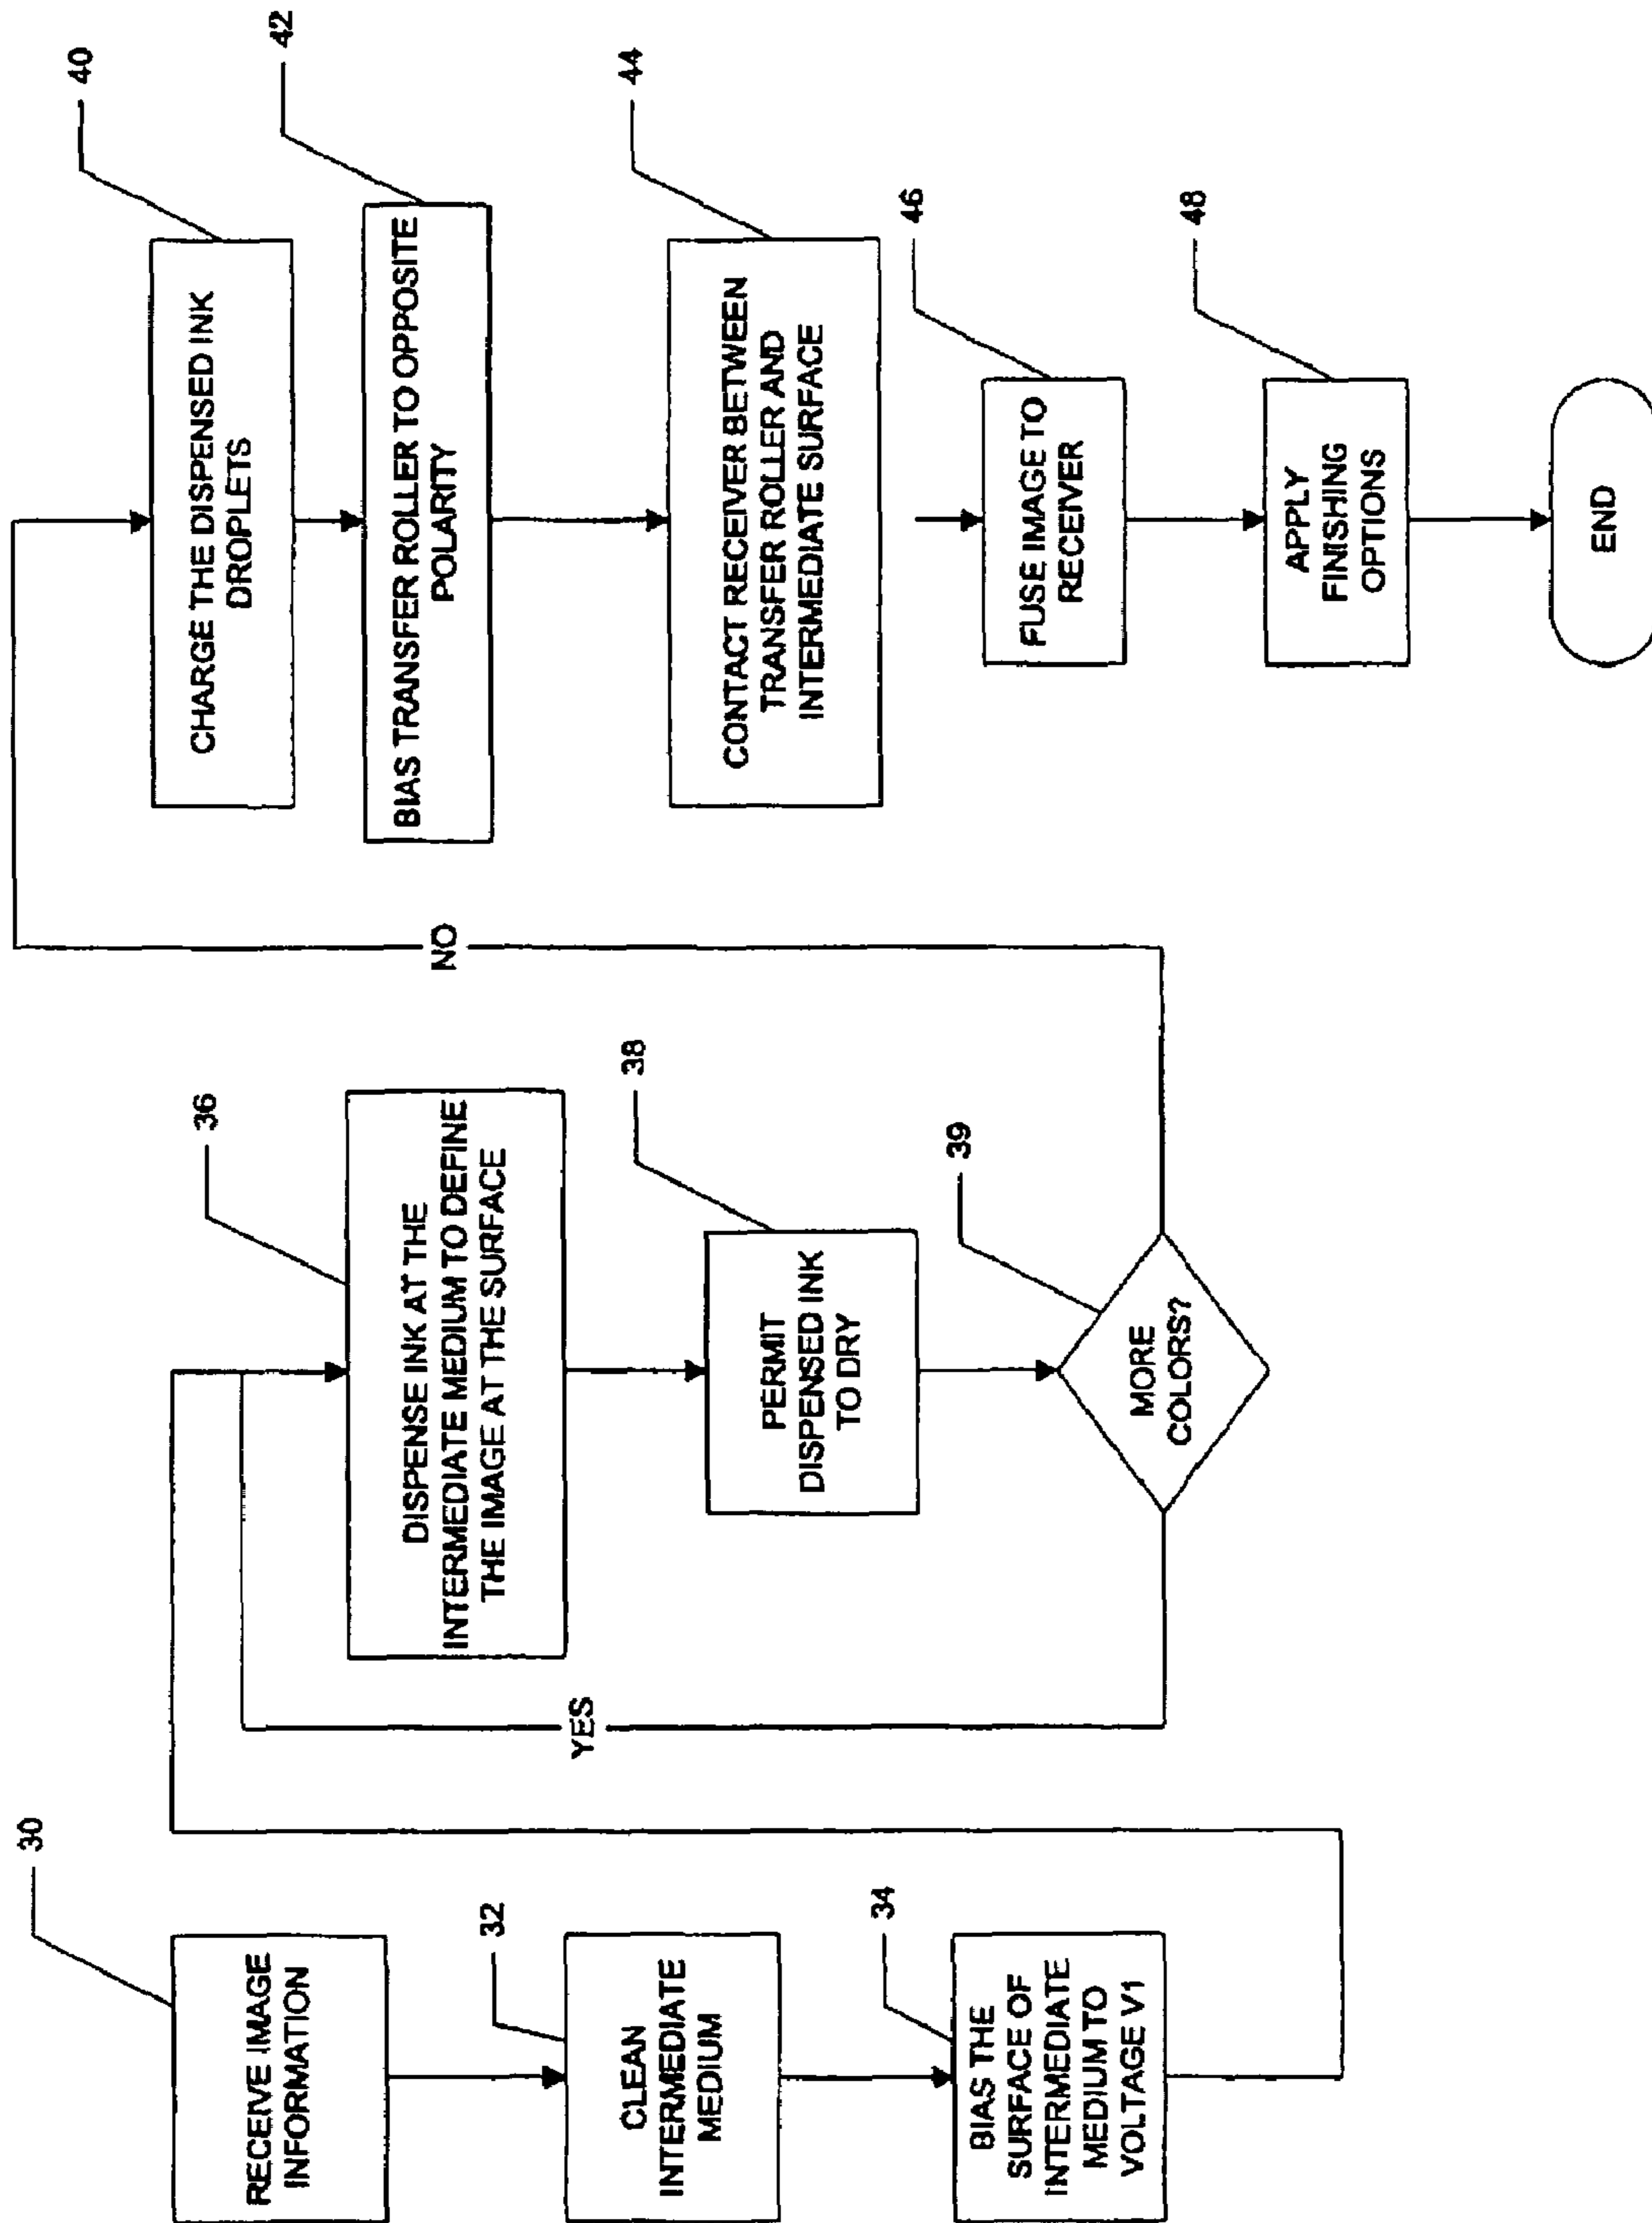 30
RECEIVE IMAGE
INFORMATION
32
CLEAN
INTERMEDIATE
MEDIUM
34
BIAS THE
SURFACE OF
INTERMEDIATE
MEDIUM TO
VOLTAGE V1
36
DISPENSE INK AT THE
INTERMEDIATE MEDIUM TO DEFINE
THE IMAGE AT THE SURFACE
38
PERMIT
DISPENSED INK
TO DRY
39
MORE
COLORS?
YES
NO
40
CHARGE THE DISPENSED INK
DROPLETS
42
BIAS TRANSFER ROLLER TO OPPOSITE
POLARITY
44
CONTACT RECEIVER BETWEEN
TRANSFER ROLLER AND
INTERMEDIATE SURFACE
46
FUSE IMAGE TO
RECEIVER
48
APPLY
FINISHING
OPTIONS
END